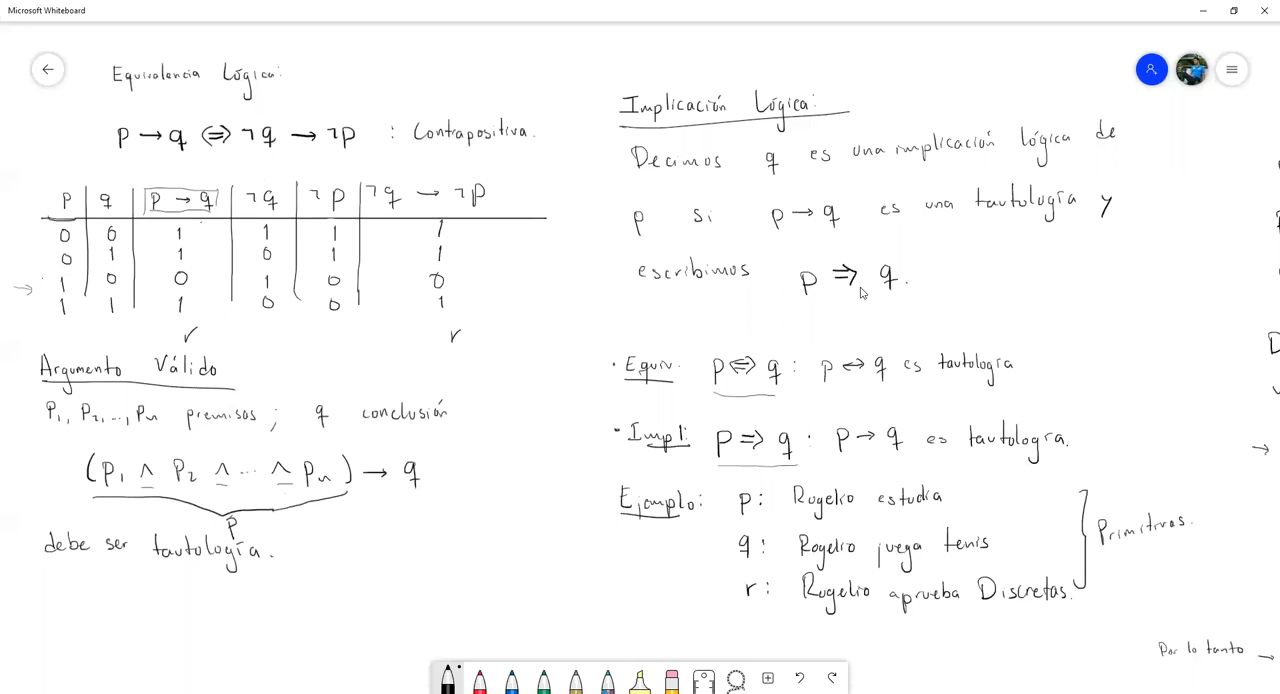 Microsoft Whiteboard
Equivalencia Lógica:
p → q ⟺ ¬q → ¬p : Contrapositiva.
p q p → q ¬q ¬p ¬q → ¬p
0 0 1 1 1 1
0 1 1 0 1 1
→ 1 0 0 1 0 0
1 1 1 0 0 1
Argumento Válido
P₁, P₂, ..., Pn premisas ; q conclusión
(P₁ ∧ P₂ ∧ ... ∧ Pn) → q
P
debe ser tautología.
Implicación Lógica:
Decimos q es una implicación lógica de
p si p → q es una tautología y
escribimos p ⇒ q.
· Equiv. p ⟺ q : p ↔ q es tautología
· Impl: p ⇒ q : p → q es tautología.
Ejemplo: p: Rogelio estudia
q: Rogelio juega tenis
r: Rogelio aprueba Discretas.
Primitivas.
Por lo tanto →